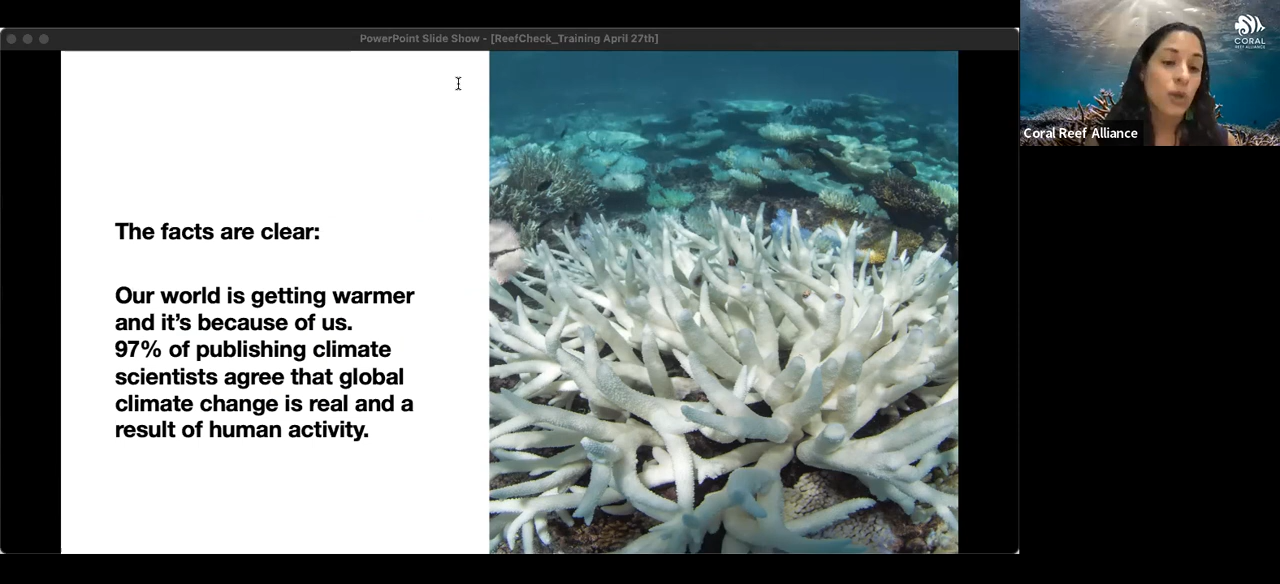 PowerPoint Slide Show - [ReefCheck_Training April 27th]
The facts are clear:
Our world is getting warmer
and it’s because of us.
97% of publishing climate
scientists agree that global
climate change is real and a
result of human activity.
CORAL
REEF ALLIANCE
Coral Reef Alliance